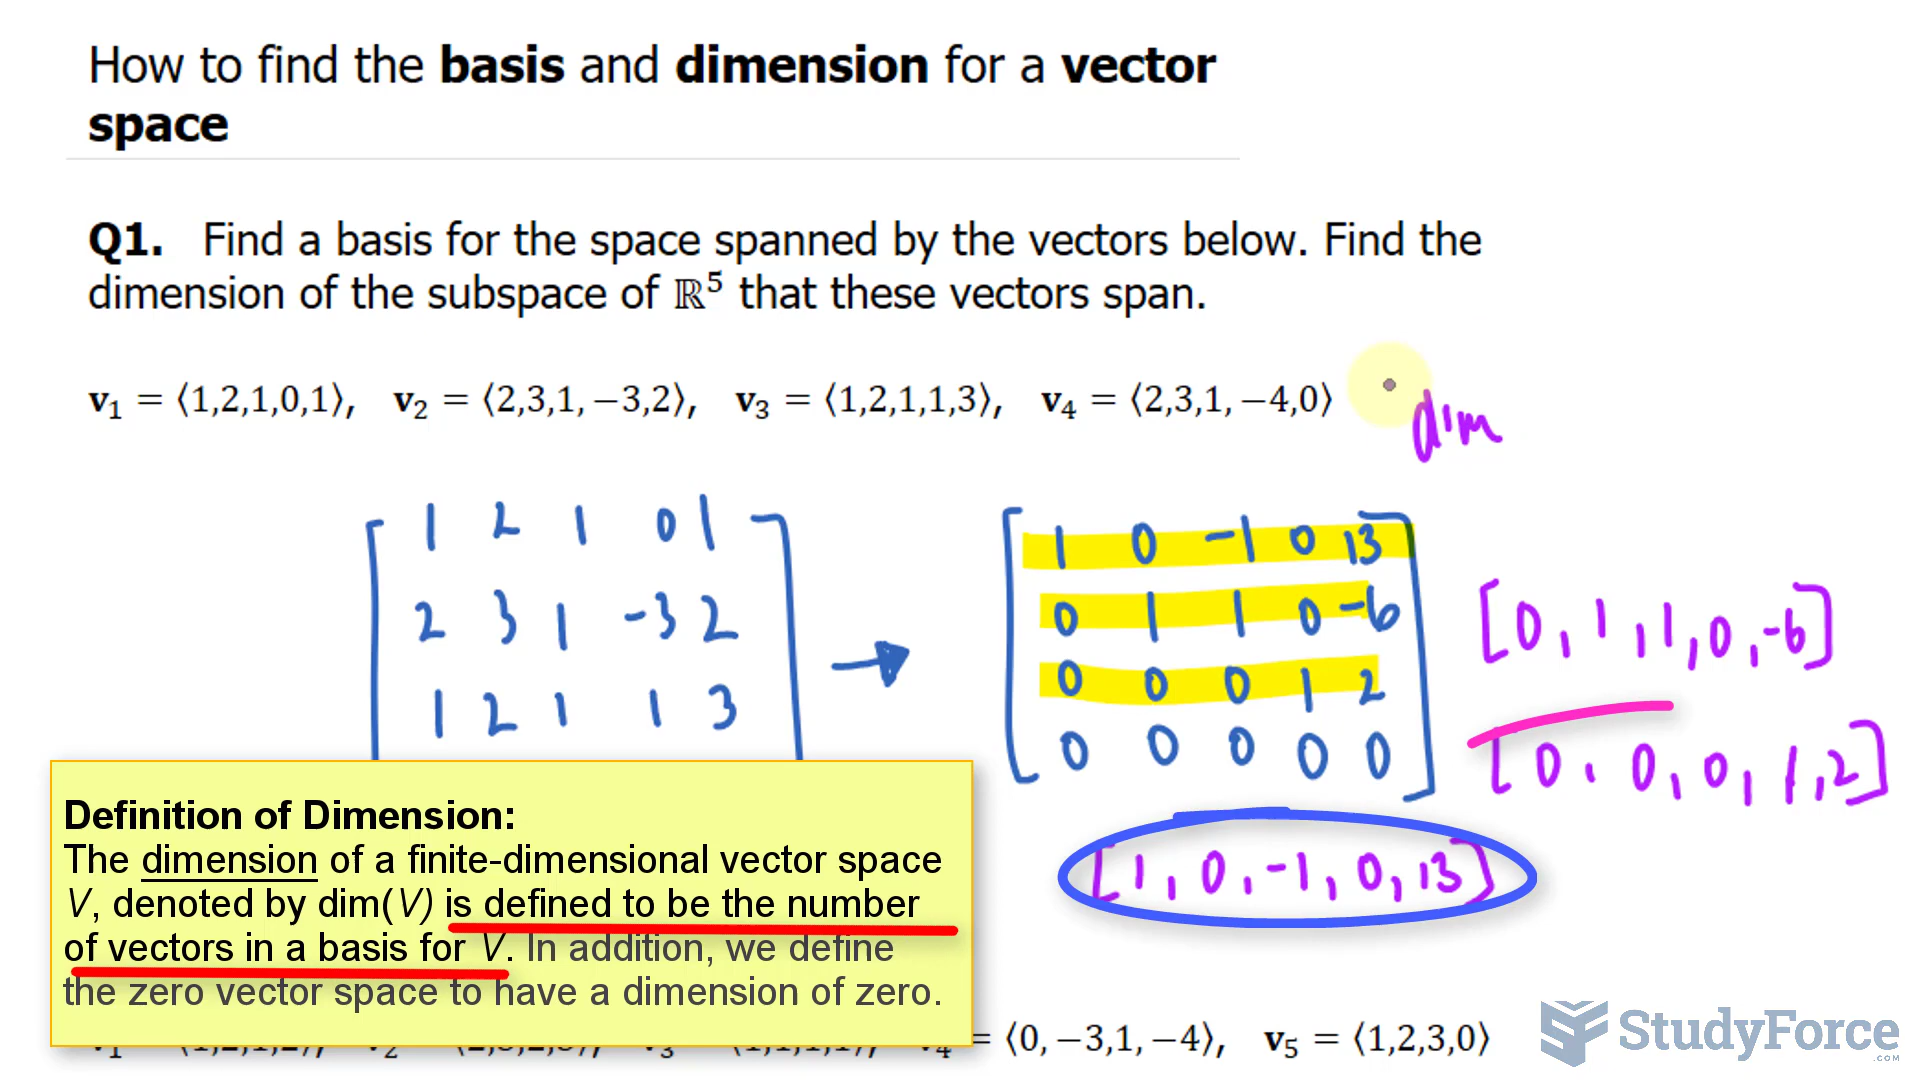 How to find the basis and dimension for a vector
space
Q1. Find a basis for the space spanned by the vectors below. Find the
dimension of the subspace of ℝ⁵ that these vectors span.
v₁ = ⟨1,2,1,0,1⟩, v₂ = ⟨2,3,1,−3,2⟩, v₃ = ⟨1,2,1,1,3⟩, v₄ = ⟨2,3,1,−4,0⟩
dim
1 2 1 0 1
2 3 1 -3 2
1 2 1 1 3
1 0 -1 0 13
0 1 1 0 -6
0 0 0 1 2
0 0 0 0 0
[0, 1, 1, 0, -6]
[0, 0, 0, 1, 2]
[1, 0, -1, 0, 13]
Definition of Dimension:
The dimension of a finite-dimensional vector space
V, denoted by dim(V) is defined to be the number
of vectors in a basis for V. In addition, we define
the zero vector space to have a dimension of zero.
= ⟨0,−3,1,−4⟩, v₅ = ⟨1,2,3,0⟩
StudyForce
.COM